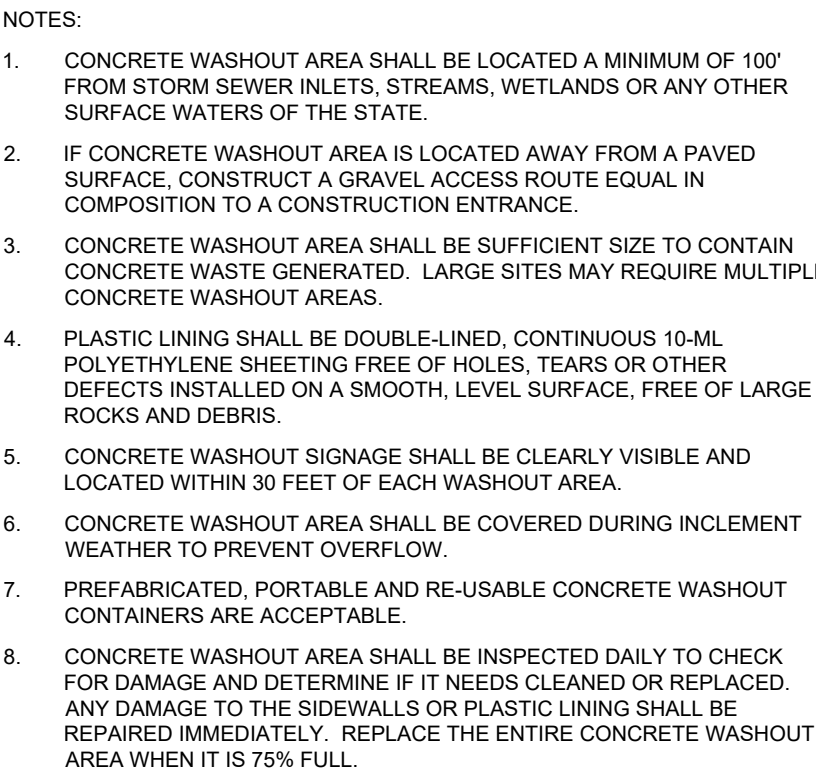 NOTES:
1. CONCRETE WASHOUT AREA SHALL BE LOCATED A MINIMUM OF 100'
FROM STORM SEWER INLETS, STREAMS, WETLANDS OR ANY OTHER
SURFACE WATERS OF THE STATE.
2. IF CONCRETE WASHOUT AREA IS LOCATED AWAY FROM A PAVED
SURFACE, CONSTRUCT A GRAVEL ACCESS ROUTE EQUAL IN
COMPOSITION TO A CONSTRUCTION ENTRANCE.
3. CONCRETE WASHOUT AREA SHALL BE SUFFICIENT SIZE TO CONTAIN
CONCRETE WASTE GENERATED. LARGE SITES MAY REQUIRE MULTIPL
CONCRETE WASHOUT AREAS.
4. PLASTIC LINING SHALL BE DOUBLE-LINED, CONTINUOUS 10-ML
POLYETHYLENE SHEETING FREE OF HOLES, TEARS OR OTHER
DEFECTS INSTALLED ON A SMOOTH, LEVEL SURFACE, FREE OF LARGE
ROCKS AND DEBRIS.
5. CONCRETE WASHOUT SIGNAGE SHALL BE CLEARLY VISIBLE AND
LOCATED WITHIN 30 FEET OF EACH WASHOUT AREA.
6. CONCRETE WASHOUT AREA SHALL BE COVERED DURING INCLEMENT
WEATHER TO PREVENT OVERFLOW.
7. PREFABRICATED, PORTABLE AND RE-USABLE CONCRETE WASHOUT
CONTAINERS ARE ACCEPTABLE.
8. CONCRETE WASHOUT AREA SHALL BE INSPECTED DAILY TO CHECK
FOR DAMAGE AND DETERMINE IF IT NEEDS CLEANED OR REPLACED.
ANY DAMAGE TO THE SIDEWALLS OR PLASTIC LINING SHALL BE
REPAIRED IMMEDIATELY. REPLACE THE ENTIRE CONCRETE WASHOUT
AREA WHEN IT IS 75% FULL.